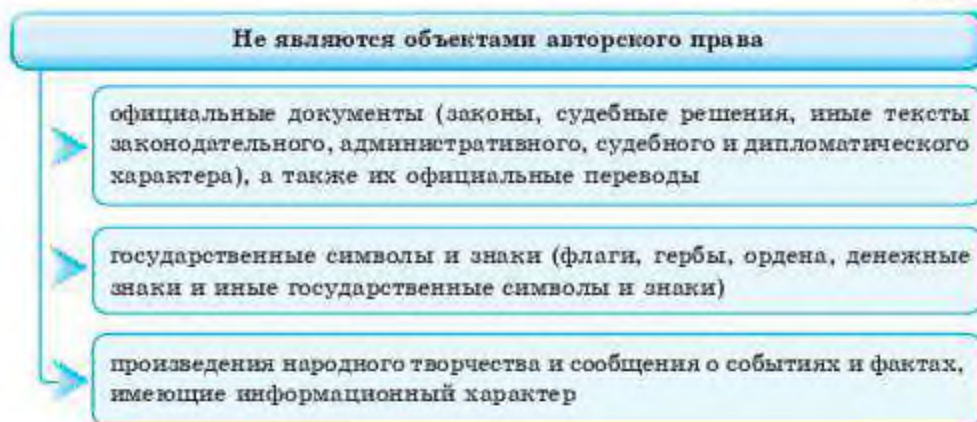 Не являются объектами авторского права
официальные документы (законы, судебные решения, иные тексты
законодательного, административного, судебного и дипломатического
характера), а также их официальные переводы
государственные символы и знаки (флаги, гербы, ордена, денежные
знаки и иные государственные символы и знаки)
произведения народного творчества и сообщения о событиях и фактах,
имеющие информационный характер